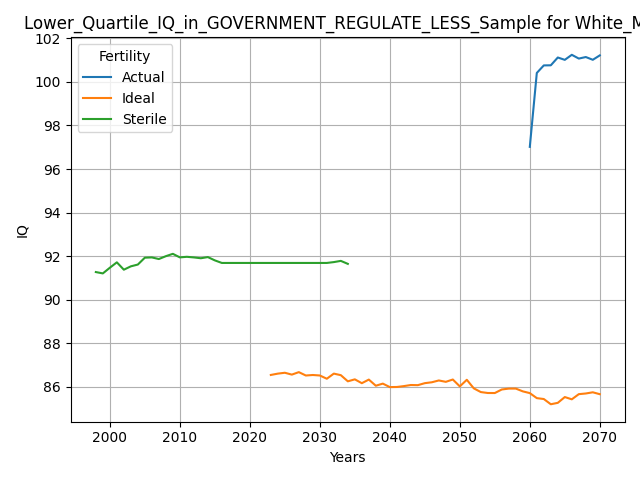 Lower_Quartile_IQ_in_GOVERNMENT_REGULATE_LESS_Sample for White_M
102
100
98
96
94
92
90
88
86
IQ
Fertility
Actual
Ideal
Sterile
2000 2010 2020 2030 2040 2050 2060 2070
Years